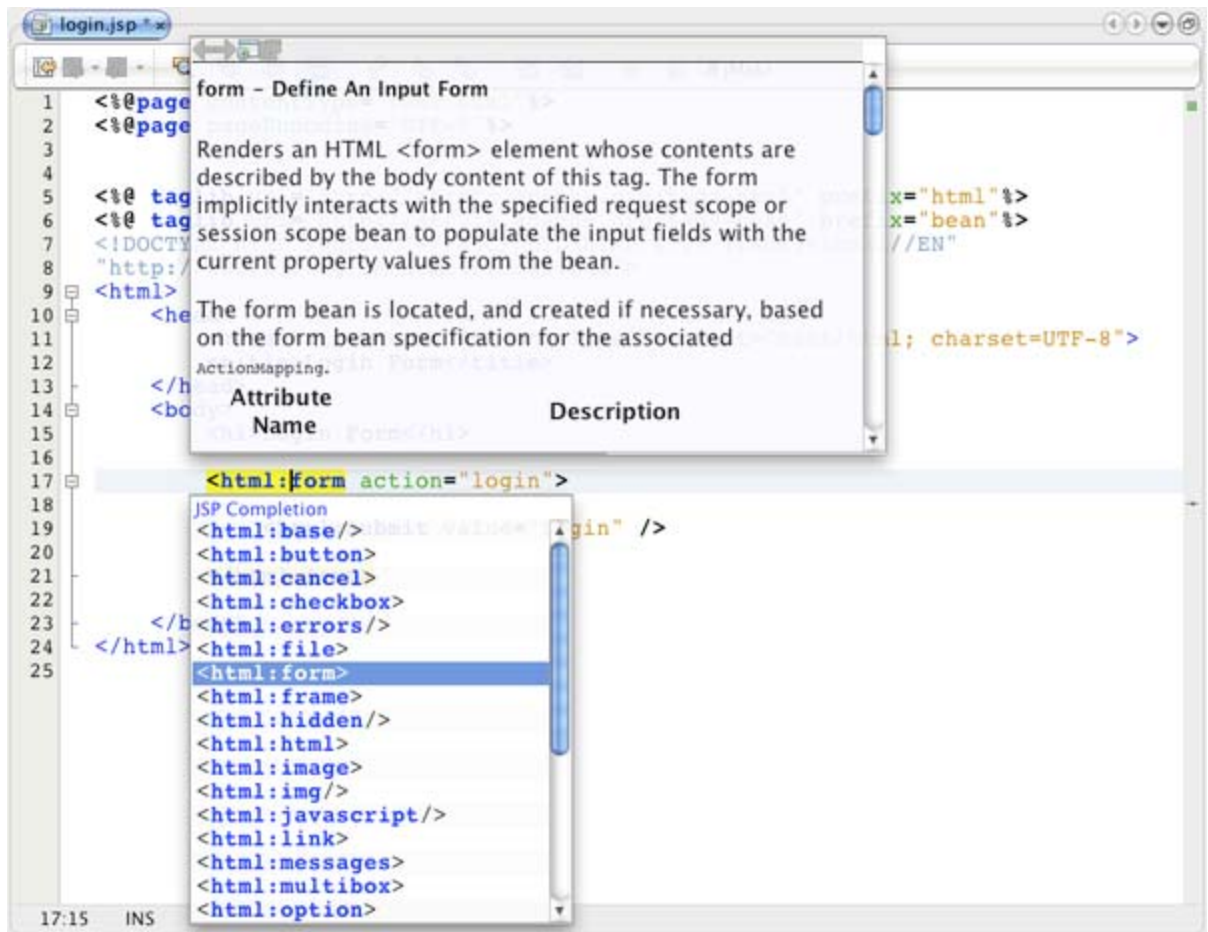 login.jsp * x
form – Define An Input Form
Renders an HTML <form> element whose contents are
described by the body content of this tag. The form
implicitly interacts with the specified request scope or
session scope bean to populate the input fields with the
current property values from the bean.
The form bean is located, and created if necessary, based
on the form bean specification for the associated
ActionMapping.
Attribute
Name
Description
1 <%@page
2 <%@page
3
4
5 <%@ tag x="html"%>
6 <%@ tag x="bean"%>
7 <!DOCTY //EN"
8 "http:/
9 <html>
10 <he
11 l; charset=UTF-8">
12
13 </h
14 <bo
15 <h1>Login Form</h1>
16
17 <html:form action="login">
18
19 gin" />
20
21
22
23 </b
24 </html>
25
JSP Completion
<html:base/>
<html:button>
<html:cancel>
<html:checkbox>
<html:errors/>
<html:file>
<html:form>
<html:frame>
<html:hidden/>
<html:html>
<html:image>
<html:img/>
<html:javascript/>
<html:link>
<html:messages>
<html:multibox>
<html:option>
17:15 INS